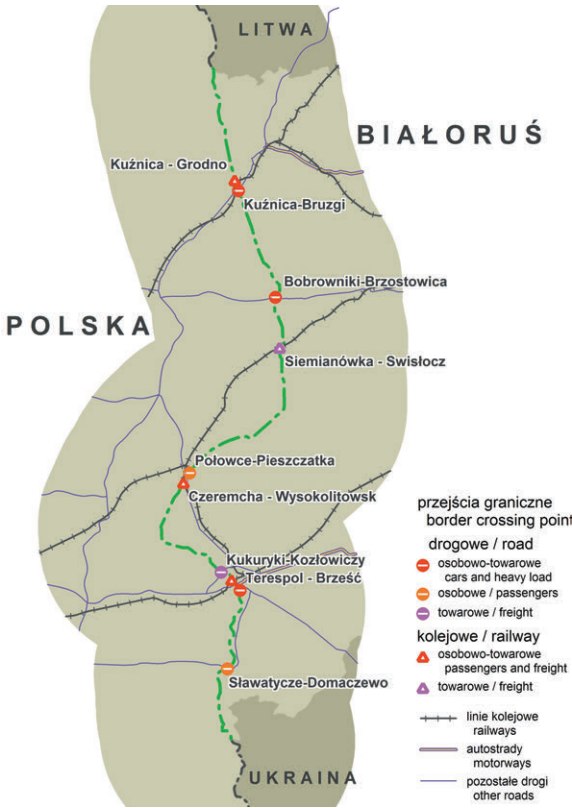 LITWA
BIAŁORUŚ
Kuźnica - Grodno
Kuźnica-Bruzgi
Bobrowniki-Brzostowica
POLSKA
Siemianówka - Swisłocz
Połowce-Pieszczatka
Czeremcha - Wysokolitowsk
Kukuryki-Kozłowiczy
Terespol - Brześć
Sławatycze-Domaczewo
UKRAINA
przejścia graniczne
border crossing point
drogowe / road
osobowo-towarowe
cars and heavy load
osobowe / passengers
towarowe / freight
kolejowe / railway
osobowo-towarowe
passengers and freight
towarowe / freight
linie kolejowe
railways
autostrady
motorways
pozostałe drogi
other roads